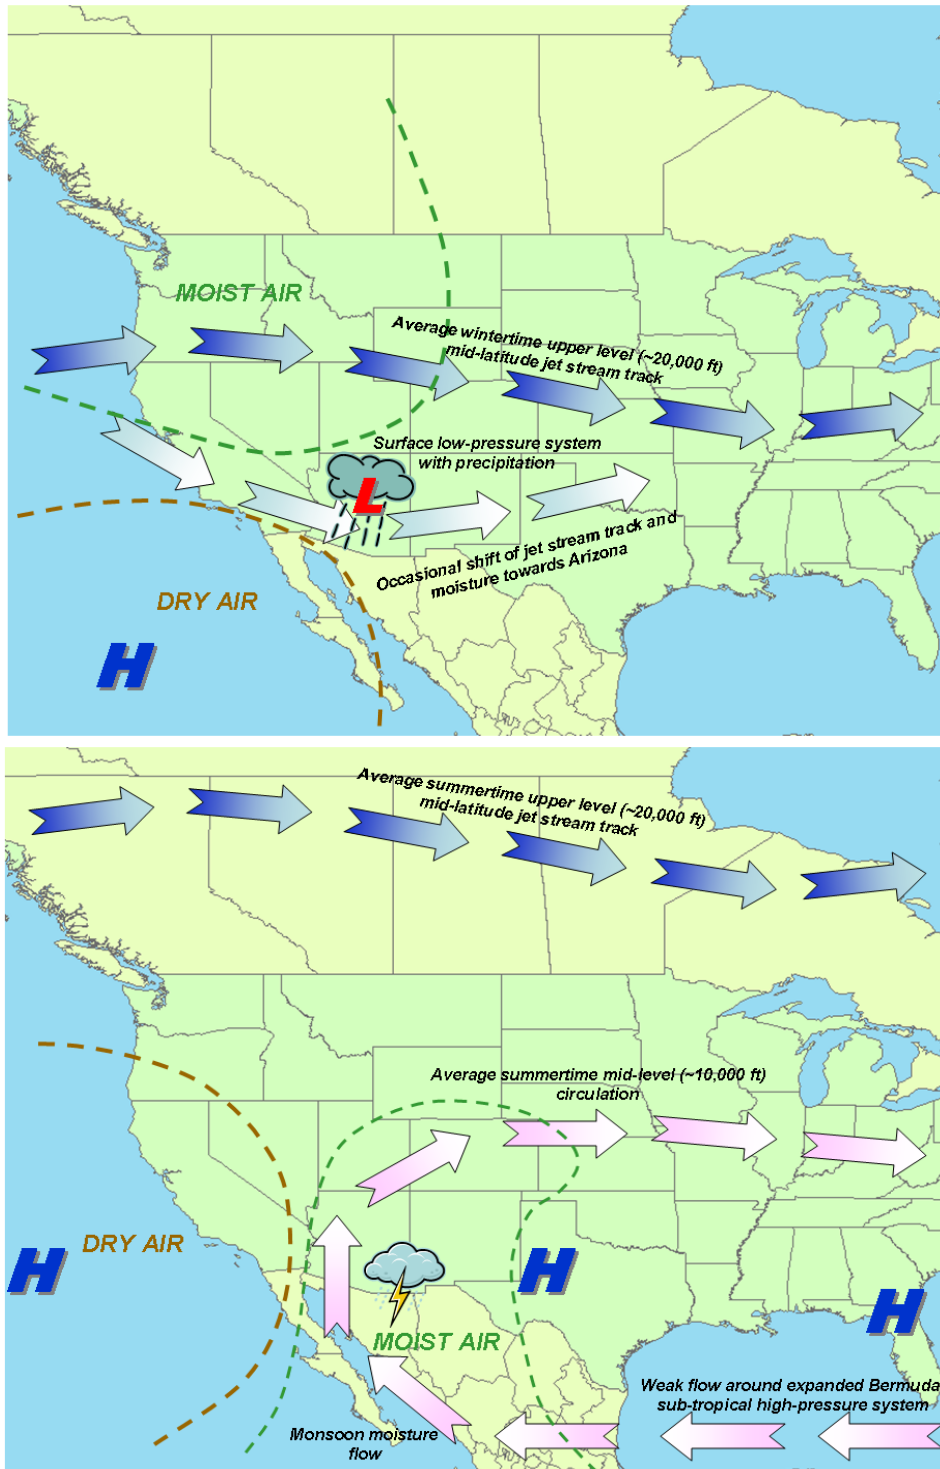 MOIST AIR
Average wintertime upper level (~20,000 ft)
mid-latitude jet stream track
Surface low-pressure system
with precipitation
L
Occasional shift of jet stream track and
moisture towards Arizona
DRY AIR
H
Average summertime upper level (~20,000 ft)
mid-latitude jet stream track
Average summertime mid-level (~10,000 ft)
circulation
DRY AIR
H
H
H
MOIST AIR
Weak flow around expanded Bermuda
sub-tropical high-pressure system
Monsoon moisture
flow